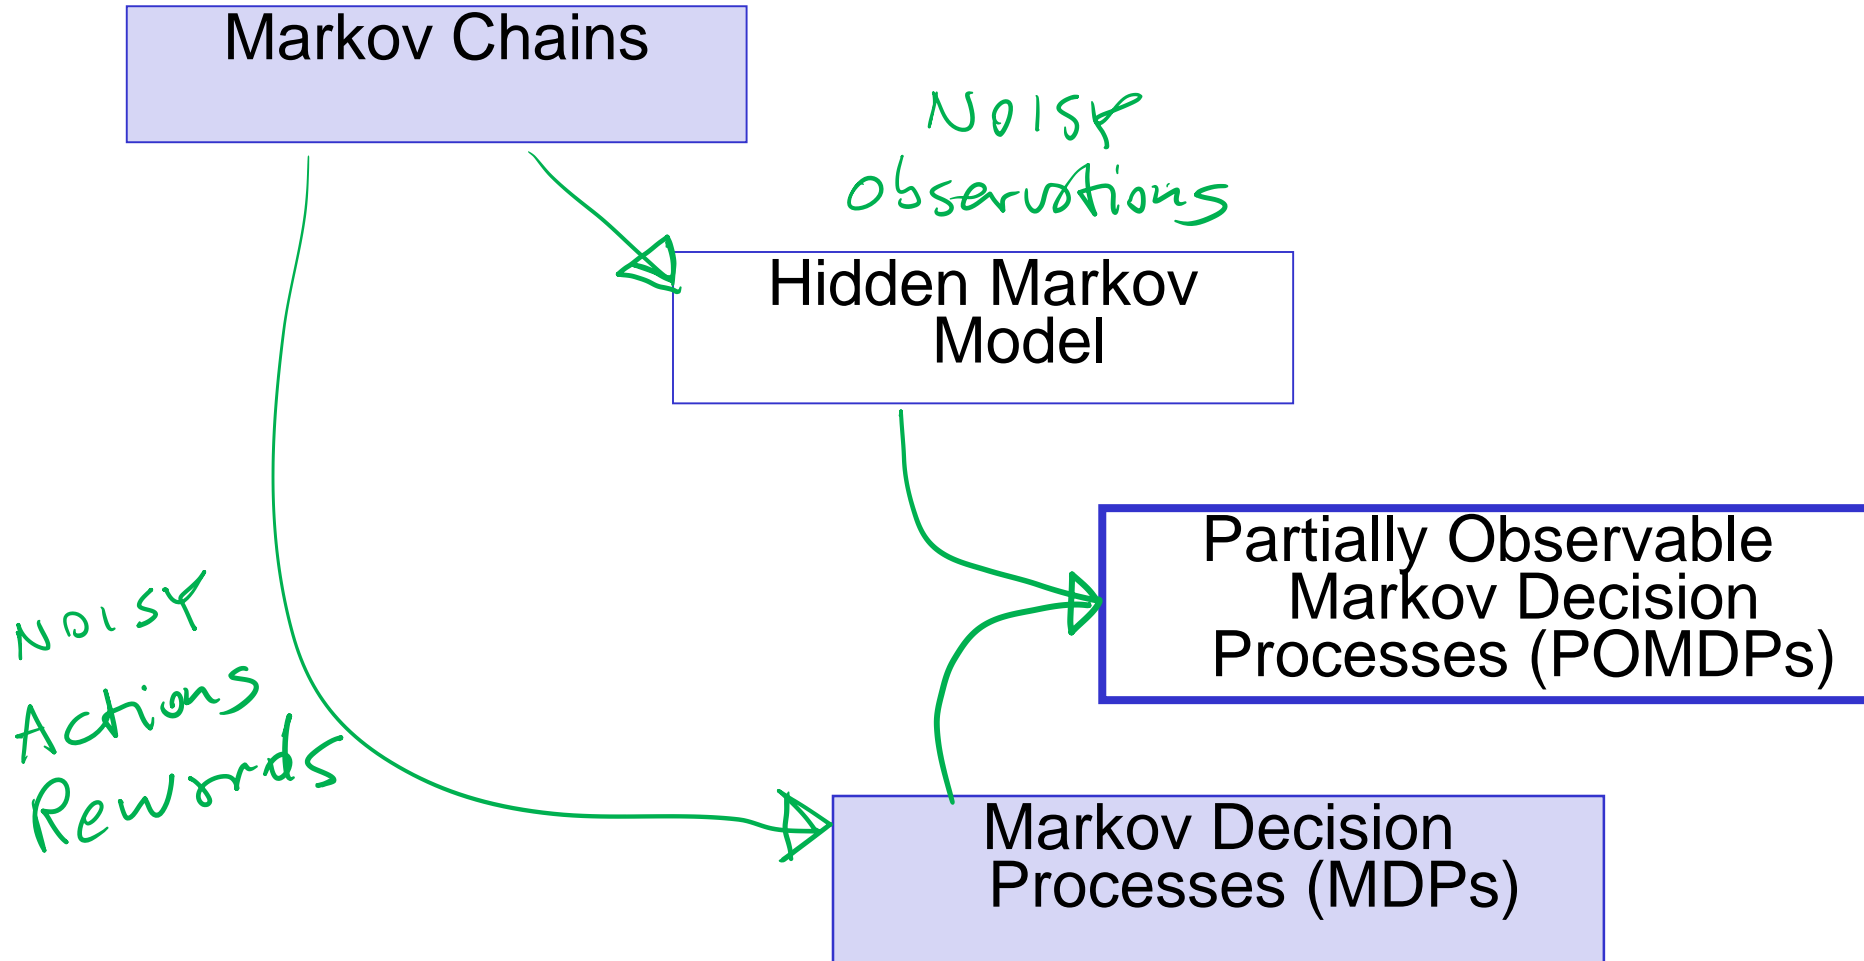 Markov Chains
NOISY
observations
Hidden Markov
Model
Partially Observable
Markov Decision
Processes (POMDPs)
NOISY
Actions
Rewards
Markov Decision
Processes (MDPs)